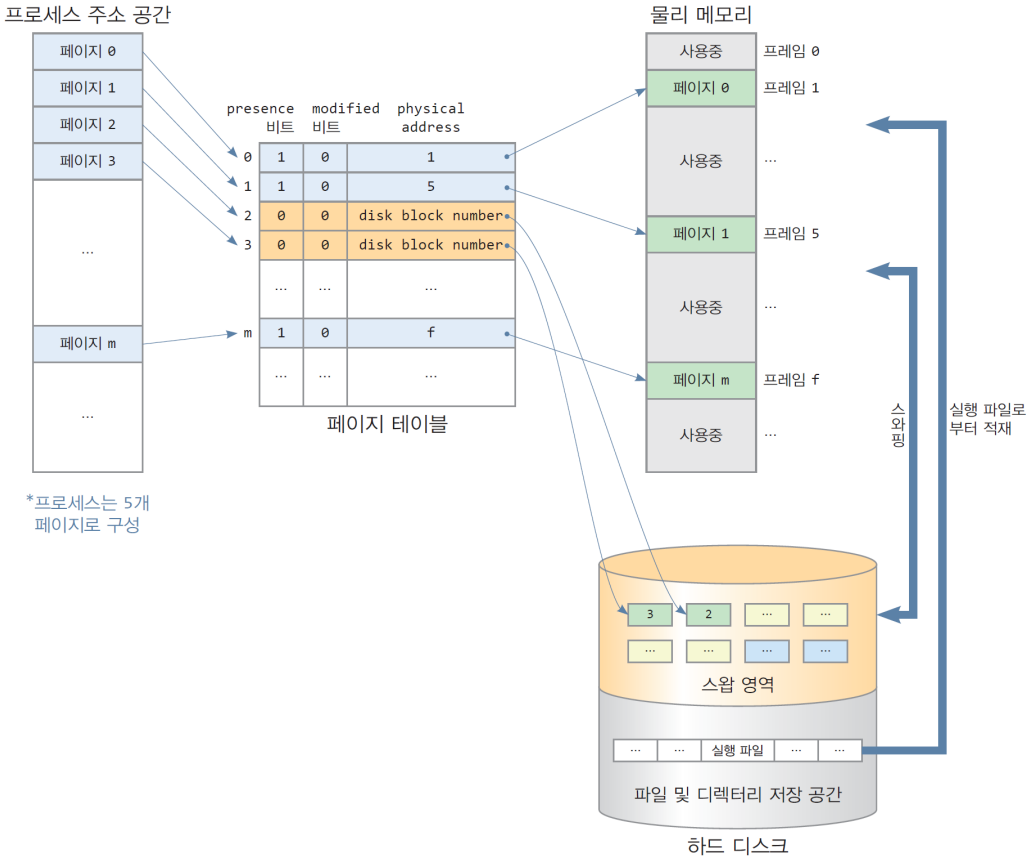 프로세스 주소 공간
페이지 0
페이지 1
페이지 2
페이지 3
...
페이지 m
...
*프로세스는 5개
페이지로 구성
presence
비트
modified
비트
physical
address
0 1 0 1
1 1 0 5
2 0 0 disk block number
3 0 0 disk block number
... ... ...
m 1 0 f
... ... ...
페이지 테이블
물리 메모리
사용중 프레임 0
페이지 0 프레임 1
사용중 ...
페이지 1 프레임 5
사용중 ...
페이지 m 프레임 f
사용중 ...
스와핑
실행 파일로
부터 적재
3 2 ... ...
... ... ... ...
스왑 영역
... ... 실행 파일 ... ...
파일 및 디렉터리 저장 공간
하드 디스크